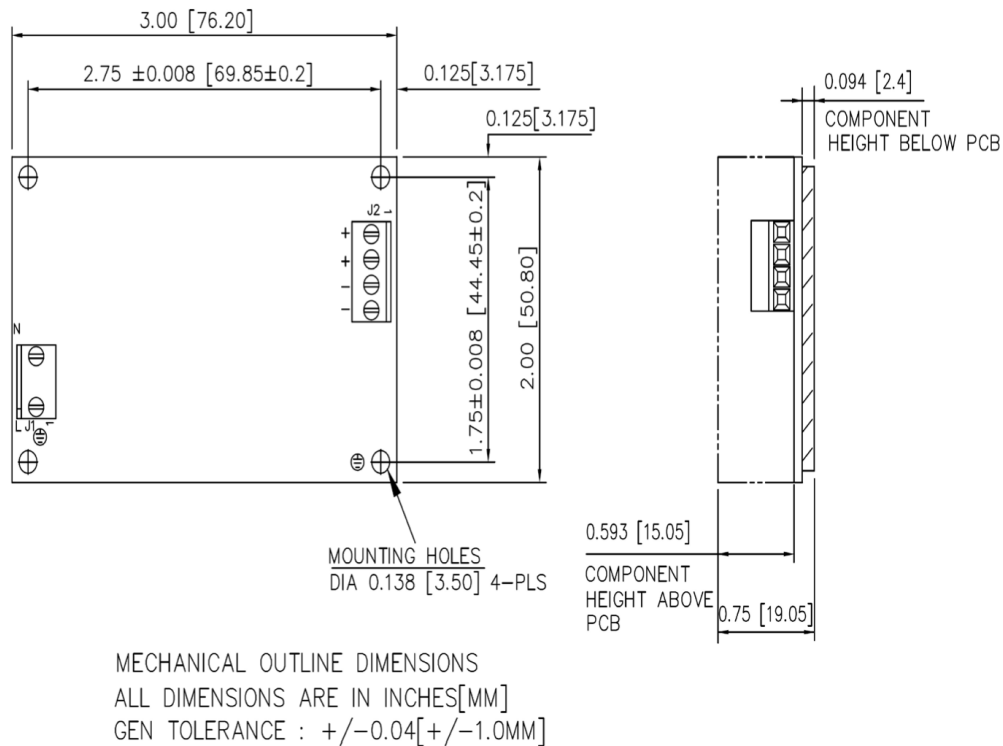 3.00 [76.20]
2.75 ±0.008 [69.85±0.2]
0.125[3.175]
0.125[3.175]
0.094 [2.4]
COMPONENT
HEIGHT BELOW PCB
J2 1
+
+
−
−
1.75±0.008 [44.45±0.2]
2.00 [50.80]
N
L J1 1
MOUNTING HOLES
DIA 0.138 [3.50] 4−PLS
0.593 [15.05]
COMPONENT
HEIGHT ABOVE
PCB
0.75 [19.05]
MECHANICAL OUTLINE DIMENSIONS
ALL DIMENSIONS ARE IN INCHES[MM]
GEN TOLERANCE : +/−0.04[+/−1.0MM]